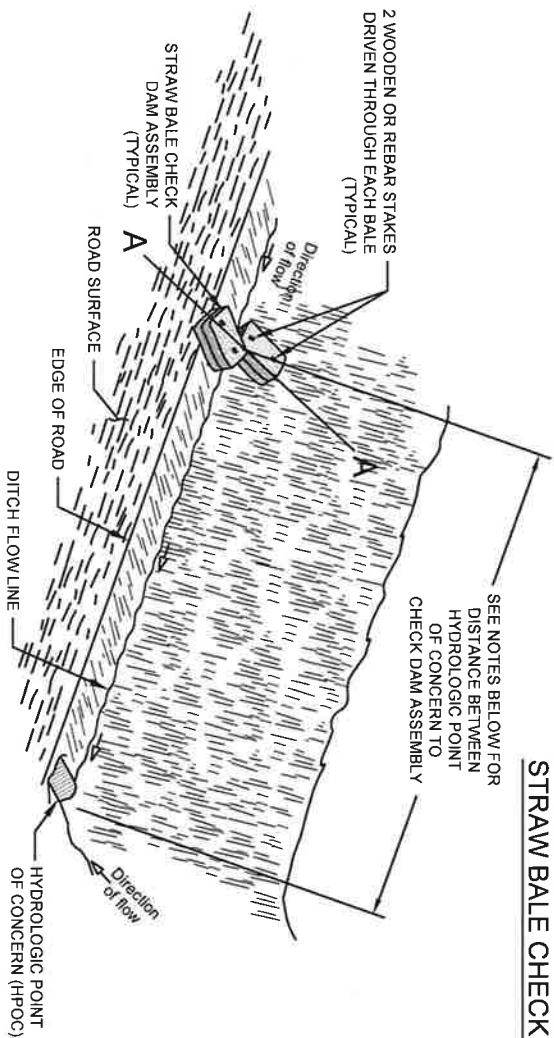 STRAW BALE CHECK
2 WOODEN OR REBAR STAKES
DRIVEN THROUGH EACH BALE
(TYPICAL)
SEE NOTES BELOW FOR
DISTANCE BETWEEN
HYDROLOGIC POINT
OF CONCERN TO
CHECK DAM ASSEMBLY
Direction
of flow
A
STRAW BALE CHECK
DAM ASSEMBLY
(TYPICAL)
A
ROAD SURFACE
EDGE OF ROAD
DITCH FLOW LINE
Direction
of flow
HYDROLOGIC POINT
OF CONCERN (HPOC)